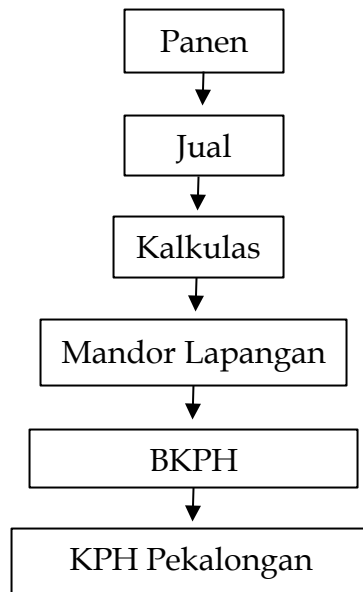 Panen
Jual
Kalkulas
Mandor Lapangan
BKPH
KPH Pekalongan